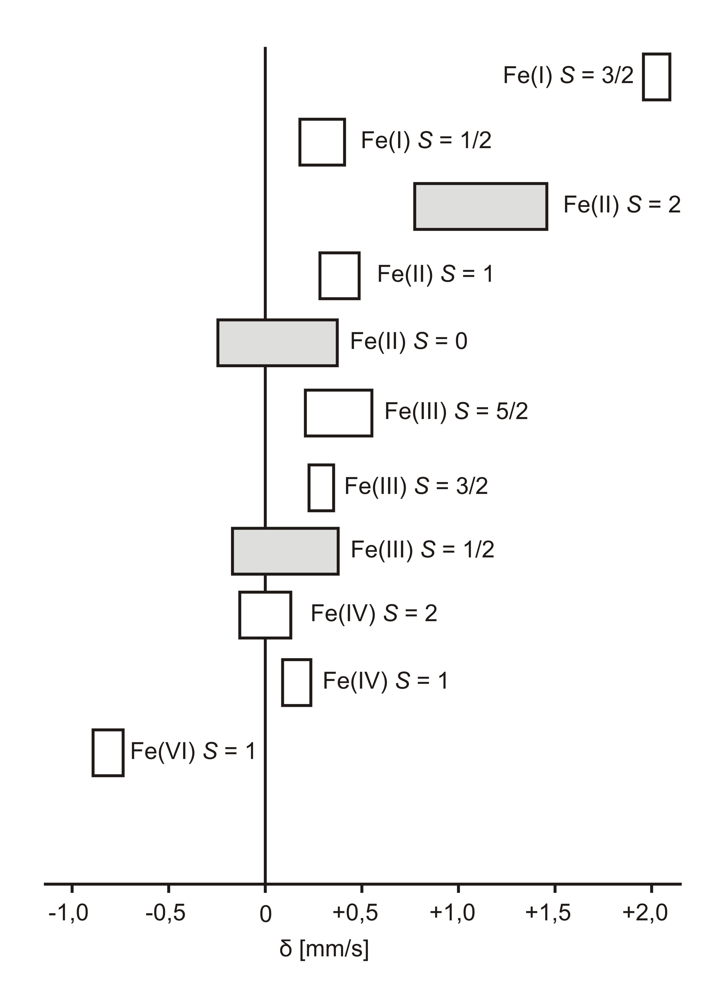 Fe(I) S = 3/2
Fe(I) S = 1/2
Fe(II) S = 2
Fe(II) S = 1
Fe(II) S = 0
Fe(III) S = 5/2
Fe(III) S = 3/2
Fe(III) S = 1/2
Fe(IV) S = 2
Fe(IV) S = 1
Fe(VI) S = 1
-1,0 -0,5 0 +0,5 +1,0 +1,5 +2,0
δ [mm/s]